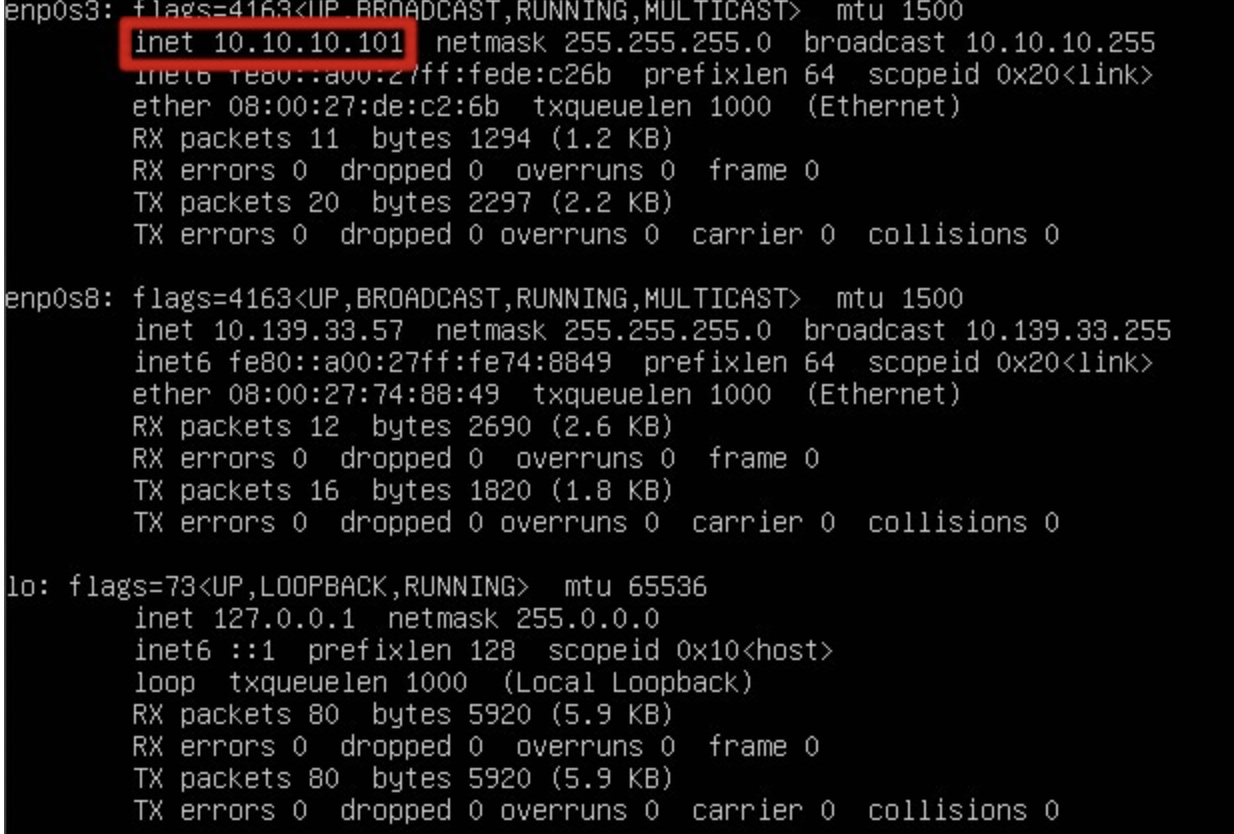 enp0s3: flags=4163<UP,BROADCAST,RUNNING,MULTICAST> mtu 1500
inet 10.10.10.101 netmask 255.255.255.0 broadcast 10.10.10.255
inet6 fe80::a00:27ff:fede:c26b prefixlen 64 scopeid 0x20<link>
ether 08:00:27:de:c2:6b txqueuelen 1000 (Ethernet)
RX packets 11 bytes 1294 (1.2 KB)
RX errors 0 dropped 0 overruns 0 frame 0
TX packets 20 bytes 2297 (2.2 KB)
TX errors 0 dropped 0 overruns 0 carrier 0 collisions 0
enp0s8: flags=4163<UP,BROADCAST,RUNNING,MULTICAST> mtu 1500
inet 10.139.33.57 netmask 255.255.255.0 broadcast 10.139.33.255
inet6 fe80::a00:27ff:fe74:8849 prefixlen 64 scopeid 0x20<link>
ether 08:00:27:74:88:49 txqueuelen 1000 (Ethernet)
RX packets 12 bytes 2690 (2.6 KB)
RX errors 0 dropped 0 overruns 0 frame 0
TX packets 16 bytes 1820 (1.8 KB)
TX errors 0 dropped 0 overruns 0 carrier 0 collisions 0
lo: flags=73<UP,LOOPBACK,RUNNING> mtu 65536
inet 127.0.0.1 netmask 255.0.0.0
inet6 ::1 prefixlen 128 scopeid 0x10<host>
loop txqueuelen 1000 (Local Loopback)
RX packets 80 bytes 5920 (5.9 KB)
RX errors 0 dropped 0 overruns 0 frame 0
TX packets 80 bytes 5920 (5.9 KB)
TX errors 0 dropped 0 overruns 0 carrier 0 collisions 0